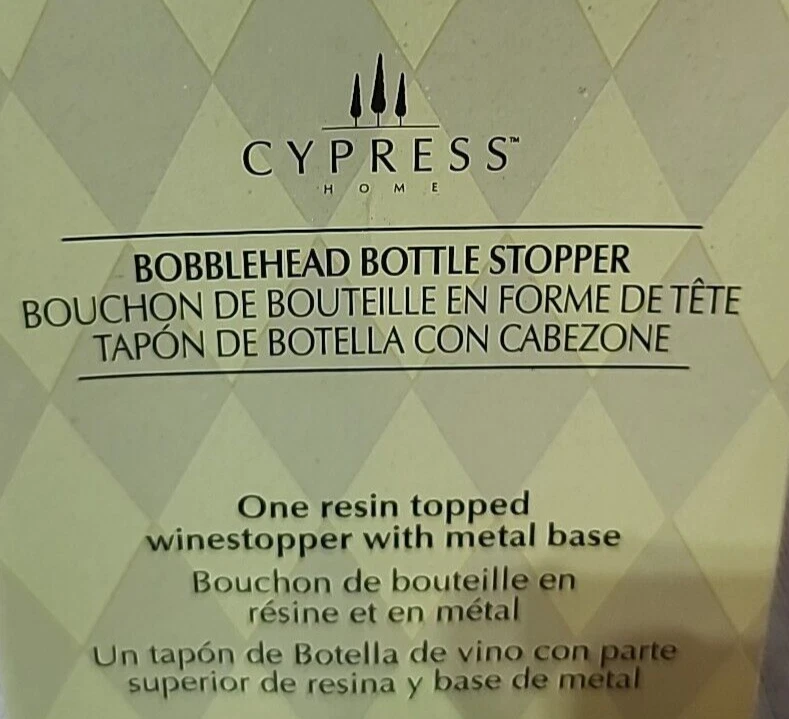 CYPRESS™
HOME
BOBBLEHEAD BOTTLE STOPPER
BOUCHON DE BOUTEILLE EN FORME DE TÊTE
TAPÓN DE BOTELLA CON CABEZONE
One resin topped
winestopper with metal base
Bouchon de bouteille en
résine et en métal
Un tapón de Botella de vino con parte
superior de resina y base de metal